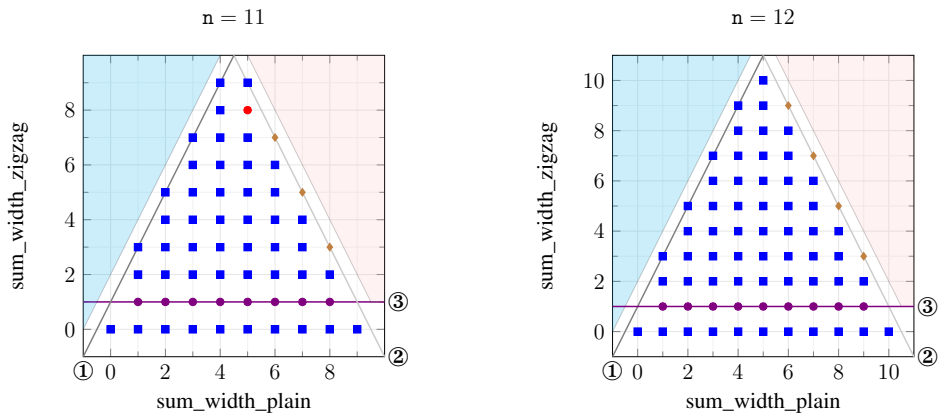 n = 11
sum_width_zigzag
8
6
4
2
0
① 0 2 4 6 8
②
③
sum_width_plain
n = 12
sum_width_zigzag
10
8
6
4
2
0
① 0 2 4 6 8 10
②
③
sum_width_plain